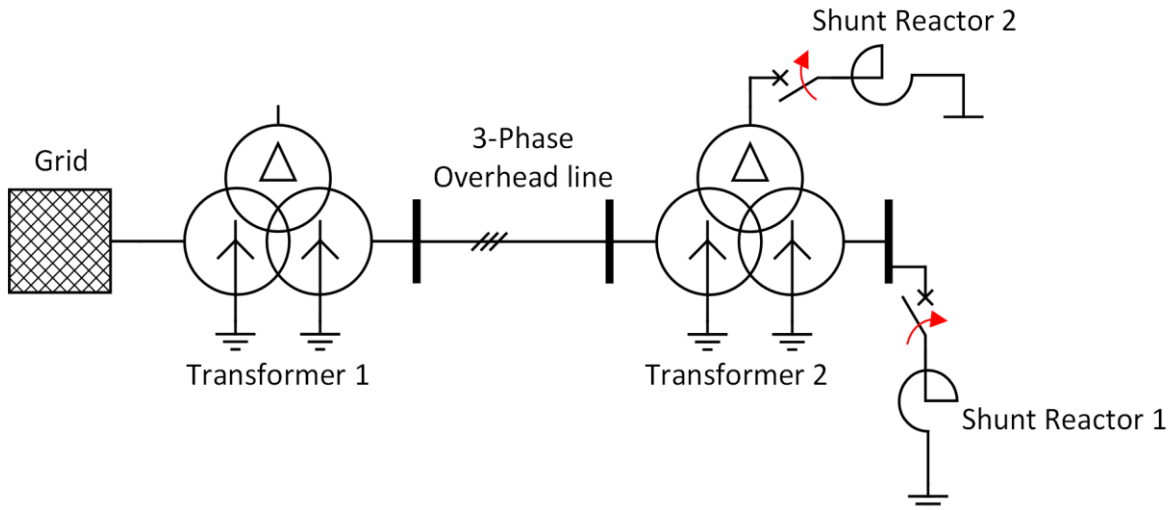 Shunt Reactor 2
3-Phase
Overhead line
Grid
Transformer 1
Transformer 2
Shunt Reactor 1